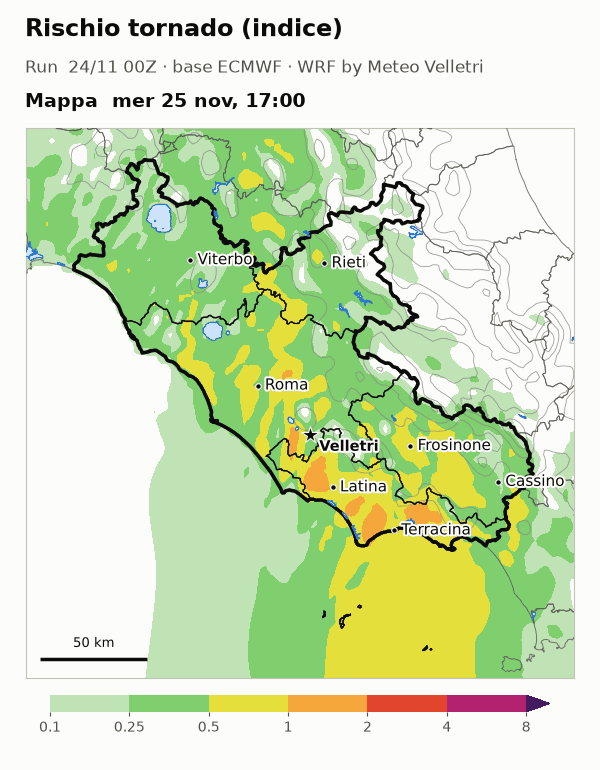 Rischio tornado (indice)
Run  24/11 00Z · base ECMWF · WRF by Meteo Velletri
Mappa  mer 25 nov, 17:00
Viterbo
Rieti
Roma
Velletri
Frosinone
Cassino
Latina
Terracina
50 km
0.1 0.25 0.5 1 2 4 8